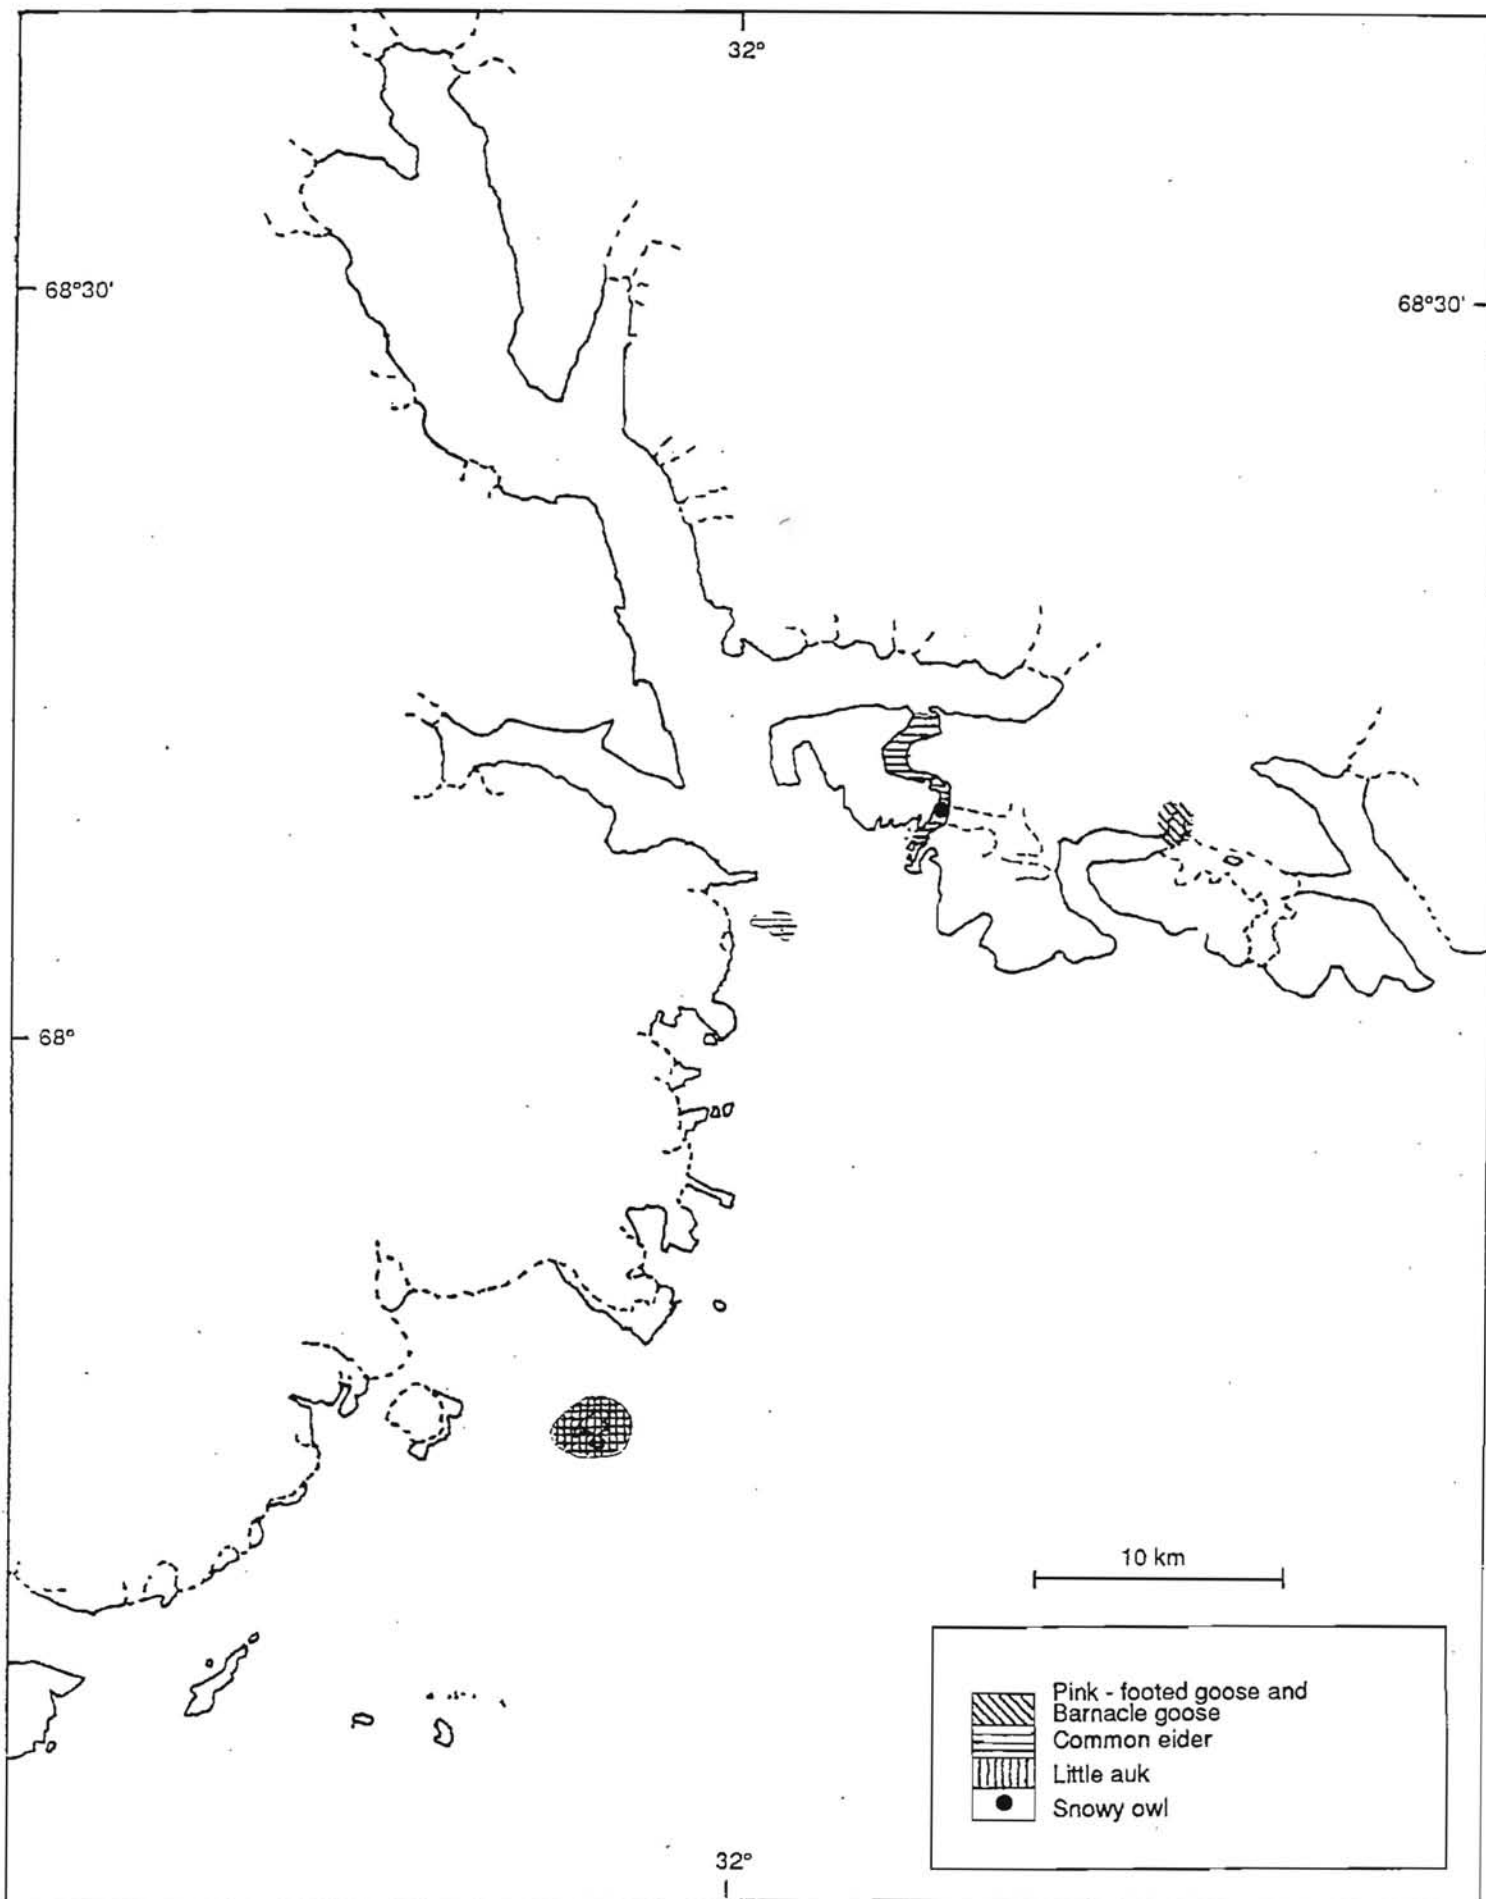 32°
68°30'
68°30'
68°
10 km
Pink - footed goose and
Barnacle goose
Common eider
Little auk
Snowy owl
32°